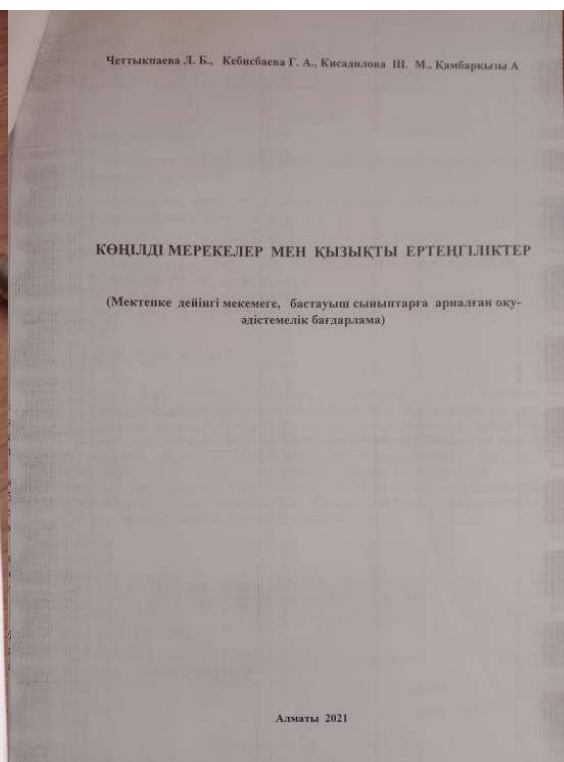 Четтыкпаева Л. Б., Кебисбаева Г. А., Кисадилова Ш. М., Қамбарқызы А
КӨҢІЛДІ МЕРЕКЕЛЕР МЕН ҚЫЗЫҚТЫ ЕРТЕҢГІЛІКТЕР
(Мектепке дейінгі мекемеге, бастауыш сыныптарға арналған оқу-
әдістемелік бағдарлама)
Алматы 2021